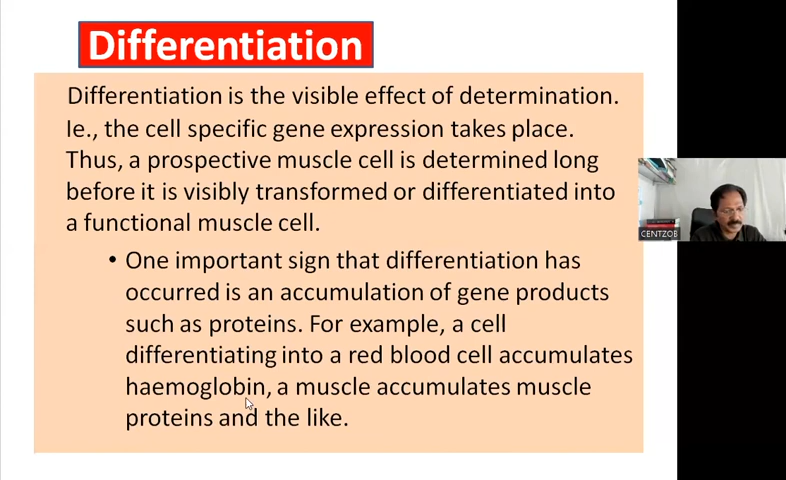 Differentiation
Differentiation is the visible effect of determination.
Ie., the cell specific gene expression takes place.
Thus, a prospective muscle cell is determined long
before it is visibly transformed or differentiated into
a functional muscle cell.
• One important sign that differentiation has
occurred is an accumulation of gene products
such as proteins. For example, a cell
differentiating into a red blood cell accumulates
haemoglobin, a muscle accumulates muscle
proteins and the like.
CENTZOB